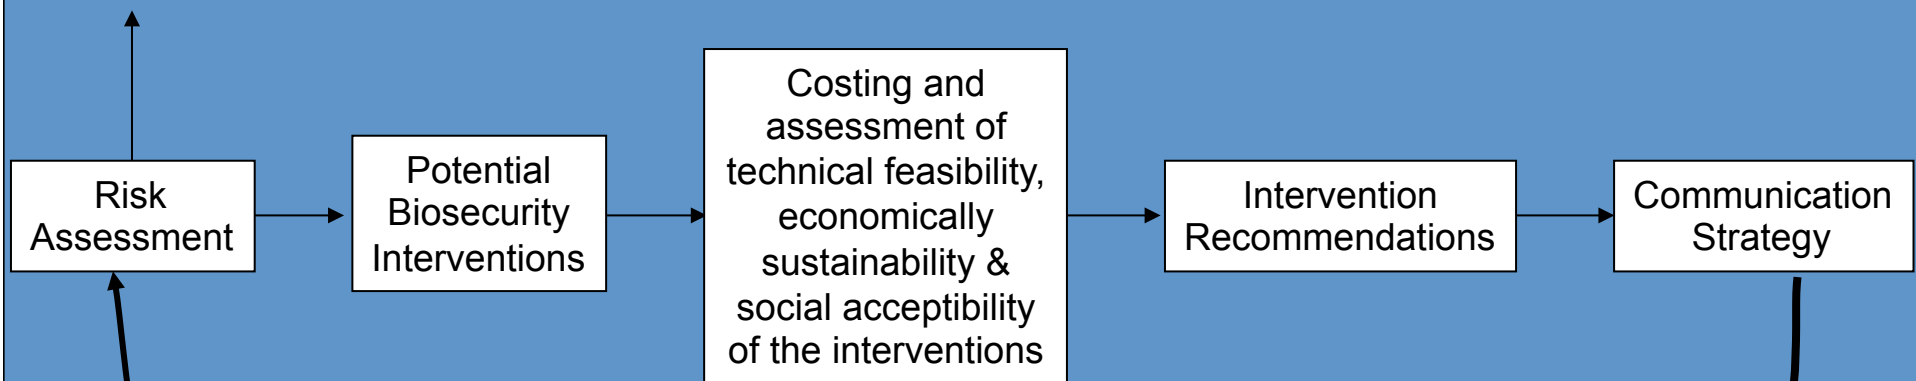 Risk
Assessment
Potential
Biosecurity
Interventions
Costing and
assessment of
technical feasibility,
economically
sustainability &
social acceptibility
of the interventions
Intervention
Recommendations
Communication
Strategy